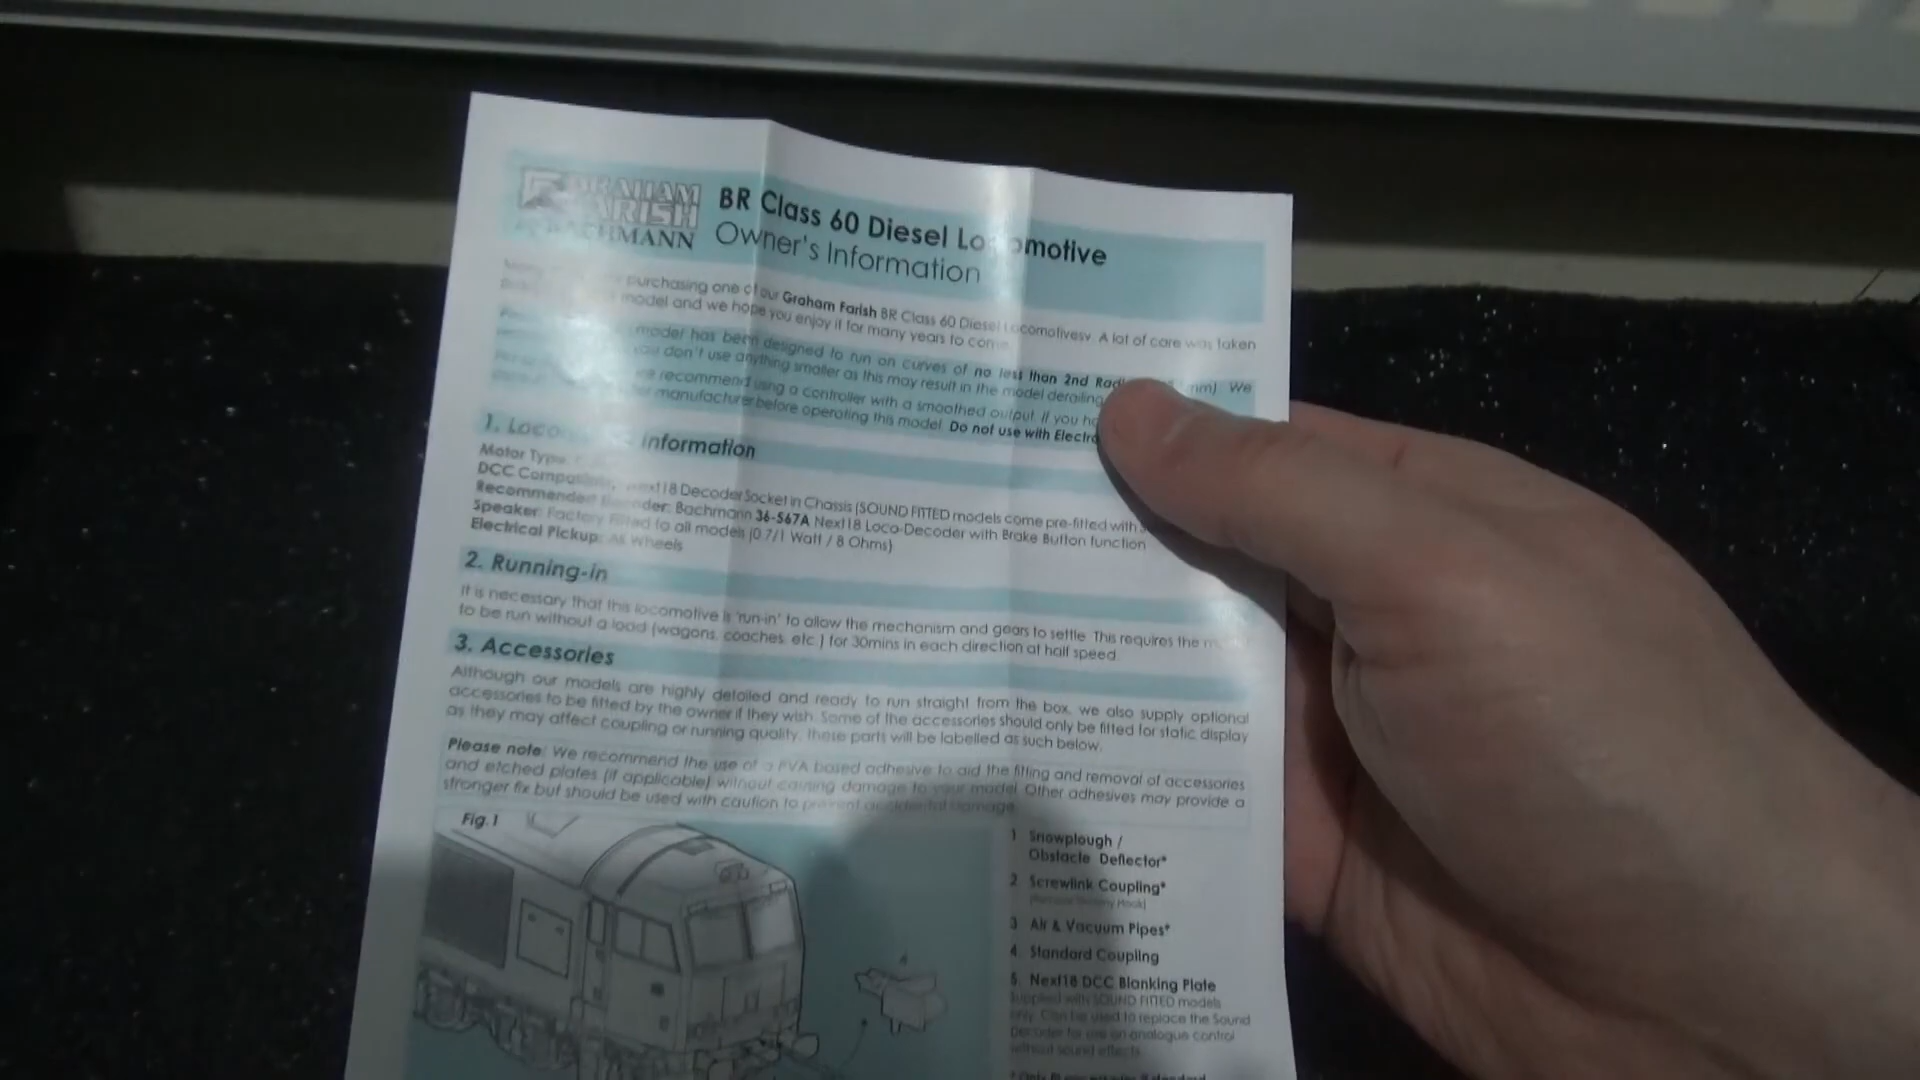 GRAHAM
FARISH
BACHMANN
BR Class 60 Diesel Locomotive
Owner's Information
purchasing one of our Graham Farish BR Class 60 Diesel Locomotivesv. A lot of care was taken
model and we hope you enjoy it for many years to come
model has been designed to run on curves of no less than 2nd mm) We
you don't use anything smaller as this may result in the model derailing
recommend using a controller with a smoothed output. If you
manufacturer before operating this model. Do not use with
1. Information
Motor Type:
DCC Next18 Decoder Socket in Chassis (SOUND FITTED models come pre-fitted with
Recommended Decoder: Bachmann 36-567A Next18 Loco-Decoder with Brake Button function
Speaker: Factory Fitted to all models (0.7/1 Watt / 8 Ohms)
Electrical Pickup: All Wheels
2. Running-in
It is necessary that this locomotive is 'run-in' to allow the mechanism and gears to settle. This requires the
to be run without a load (wagons, coaches, etc.) for 30mins in each direction at half speed.
3. Accessories
Although our models are highly detailed and ready to run straight from the box, we also supply optional
accessories to be fitted by the owner if they wish. Some of the accessories should only be fitted for static display
as they may affect coupling or running quality, these parts will be labelled as such below.
Please note: We recommend the use of a PVA based adhesive to aid the fitting and removal of accessories
and etched plates (if applicable) without causing damage to your model. Other adhesives may provide a
stronger fix but should be used with caution to prevent accidental damage.
Fig.1
4
1 Snowplough /
Obstacle Deflector*
2 Screwlink Coupling*
3 Air & Vacuum Pipes*
4. Standard Coupling
5. Next18 DCC Blanking Plate
Supplied with SOUND FITTED models
only. Can be used to replace the Sound
Decoder for use on analogue control
without sound effects.